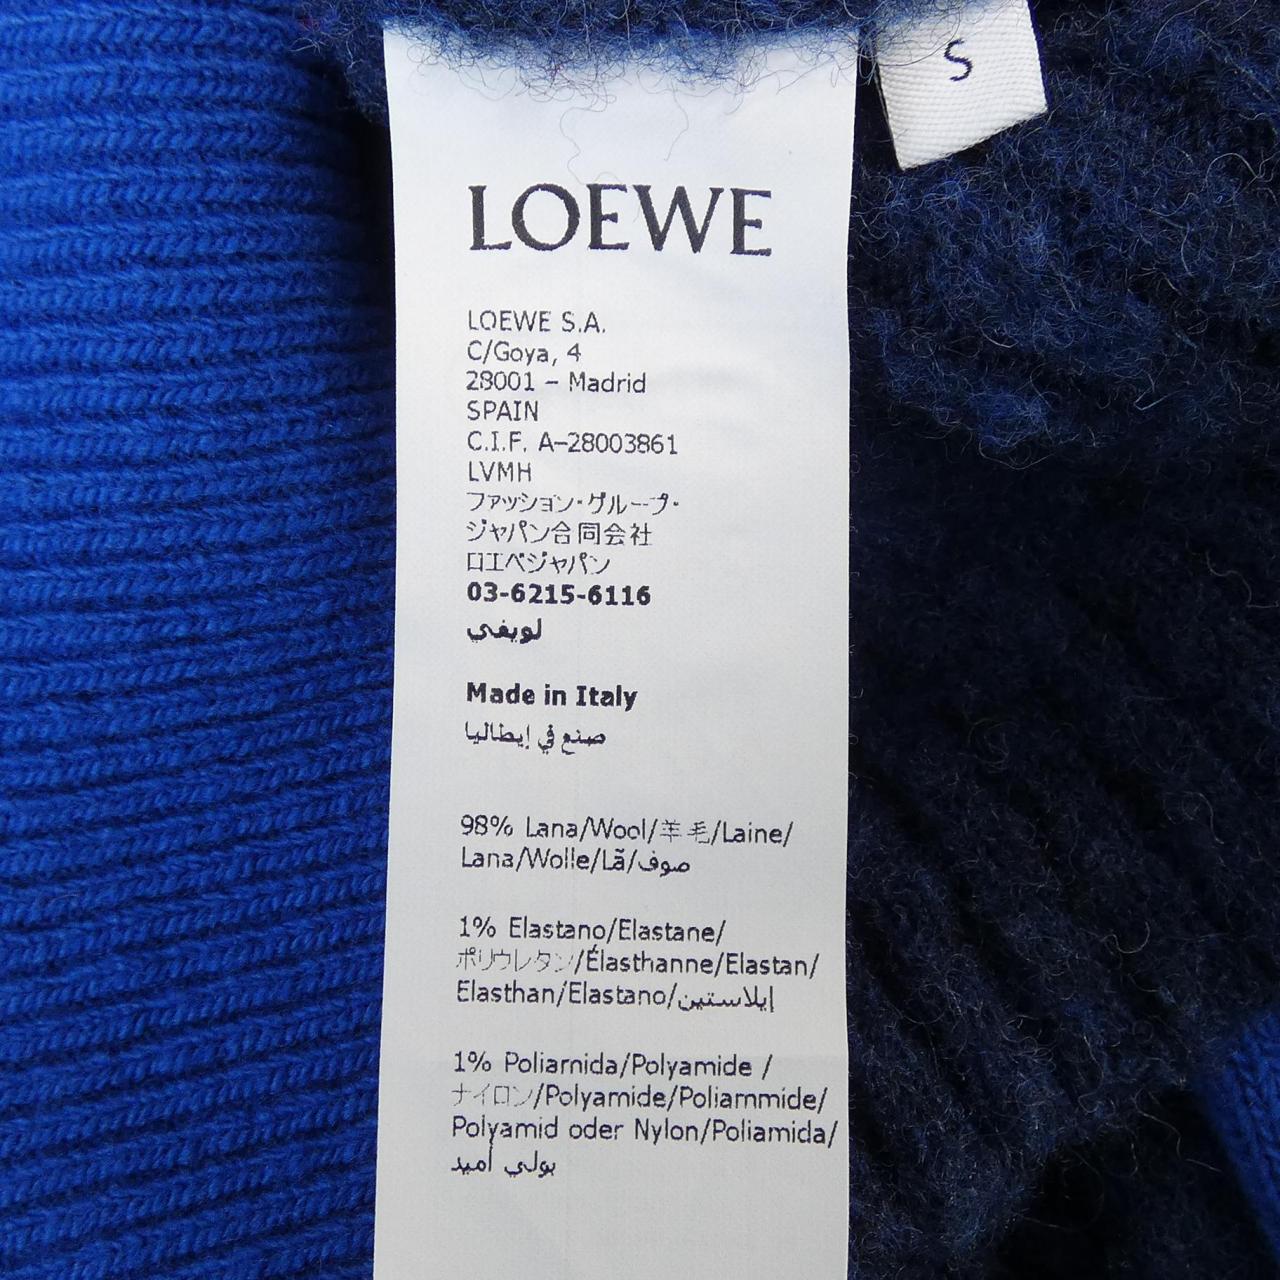 S
LOEWE
LOEWE S.A.
C/Goya, 4
28001 – Madrid
SPAIN
C.I.F. A–28003861
LVMH
ファッション・グループ・
ジャパン合同会社
ロエベジャパン
03-6215-6116
لويفي
Made in Italy
صنع في إيطاليا
98% Lana/Wool/羊毛/Laine/
Lana/Wolle/Lã/صوف
1% Elastano/Elastane/
ポリウレタン/Élasthanne/Elastan/
Elasthan/Elastano/إيلاستين
1% Poliamida/Polyamide /
ナイロン/Polyamide/Poliammide/
Polyamid oder Nylon/Poliamida/
بولي أميد